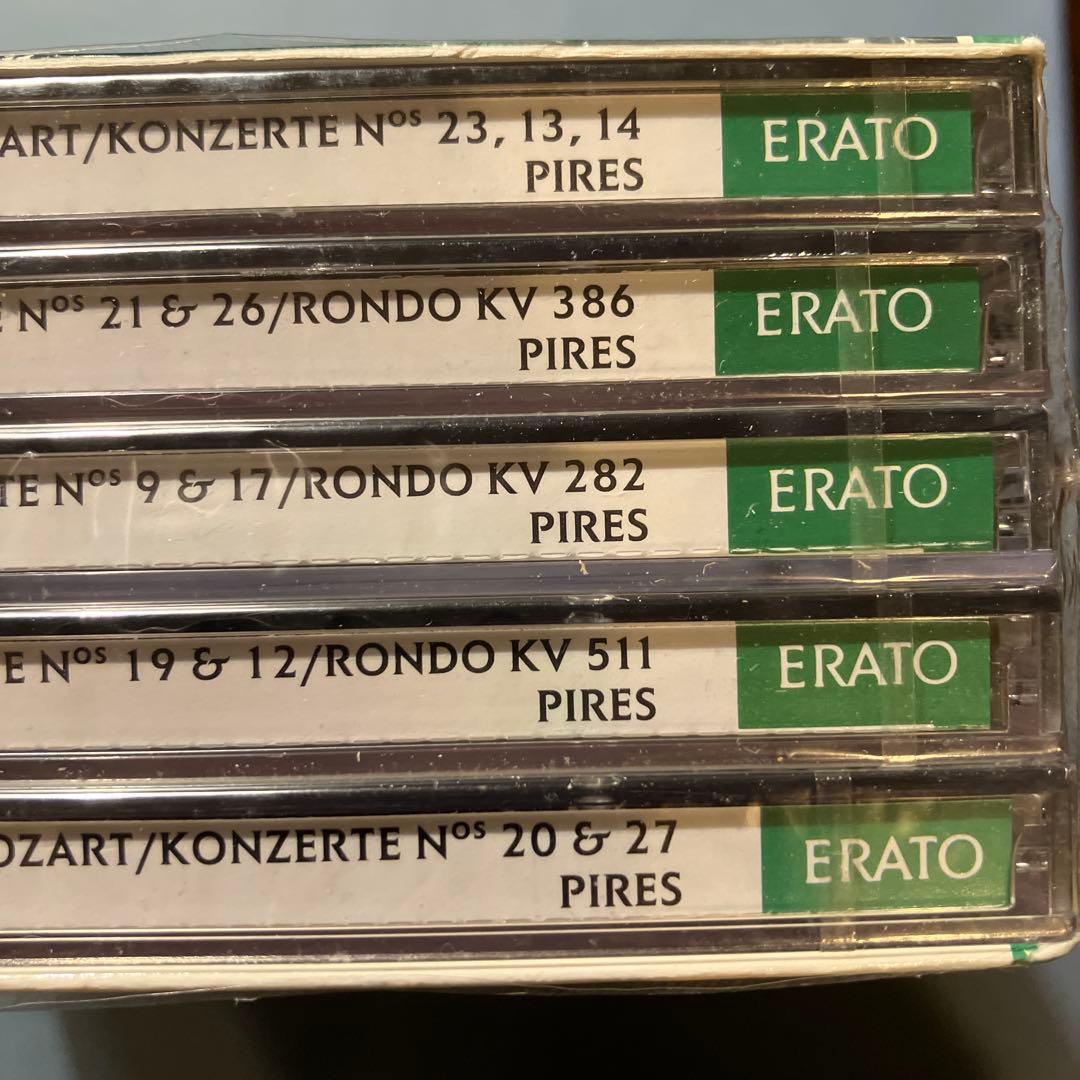 ART/KONZERTE Nos 23, 13, 14
PIRES
ERATO
E Nos 21 & 26/RONDO KV 386
PIRES
ERATO
TE Nos 9 & 17/RONDO KV 282
PIRES
ERATO
E Nos 19 & 12/RONDO KV 511
PIRES
ERATO
OZART/KONZERTE Nos 20 & 27
PIRES
ERATO